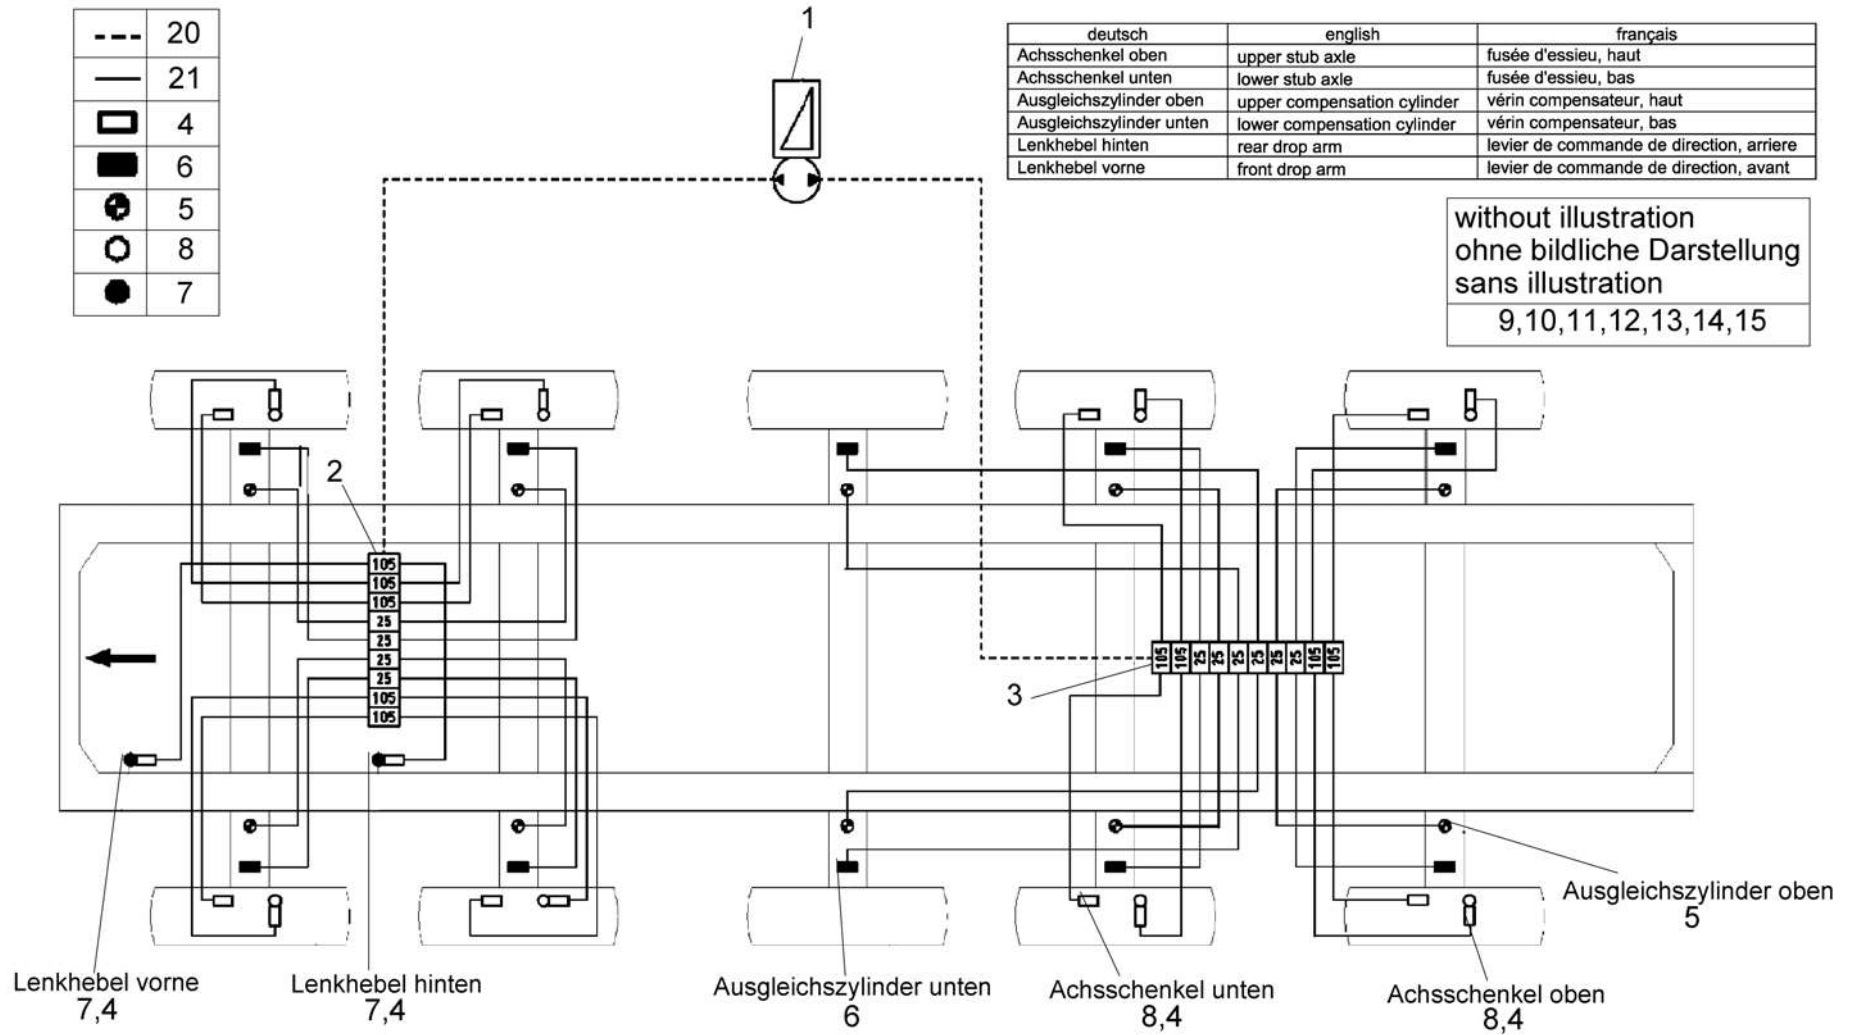 20
21
4
6
5
8
7
1
deutsch english français
Achsschenkel oben upper stub axle fusée d'essieu, haut
Achsschenkel unten lower stub axle fusée d'essieu, bas
Ausgleichszylinder oben upper compensation cylinder vérin compensateur, haut
Ausgleichszylinder unten lower compensation cylinder vérin compensateur, bas
Lenkhebel hinten rear drop arm levier de commande de direction, arriere
Lenkhebel vorne front drop arm levier de commande de direction, avant
without illustration
ohne bildliche Darstellung
sans illustration
9,10,11,12,13,14,15
2
105
105
105
25
25
25
25
105
105
3
105 105 25 25 25 25 25 25 105 105
Ausgleichszylinder oben
5
Lenkhebel vorne
7,4
Lenkhebel hinten
7,4
Ausgleichszylinder unten
6
Achsschenkel unten
8,4
Achsschenkel oben
8,4